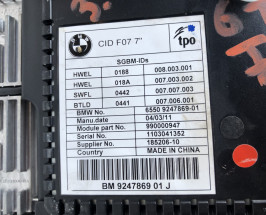 BMW
CID F07 7"
tpo
SGBM-IDs
HWEL 0188 008.003.001
HWEL 018A 007.003.002
SWFL 0442 007.007.003
BTLD 0441 007.006.001
BMW No. 6550 9247869-01
Manu.date 04/03/11
Module part no. 990000947
Serial No. 1103041352
Supplier No. 185206-10
Country MADE IN CHINA
BM 9247869 01 J